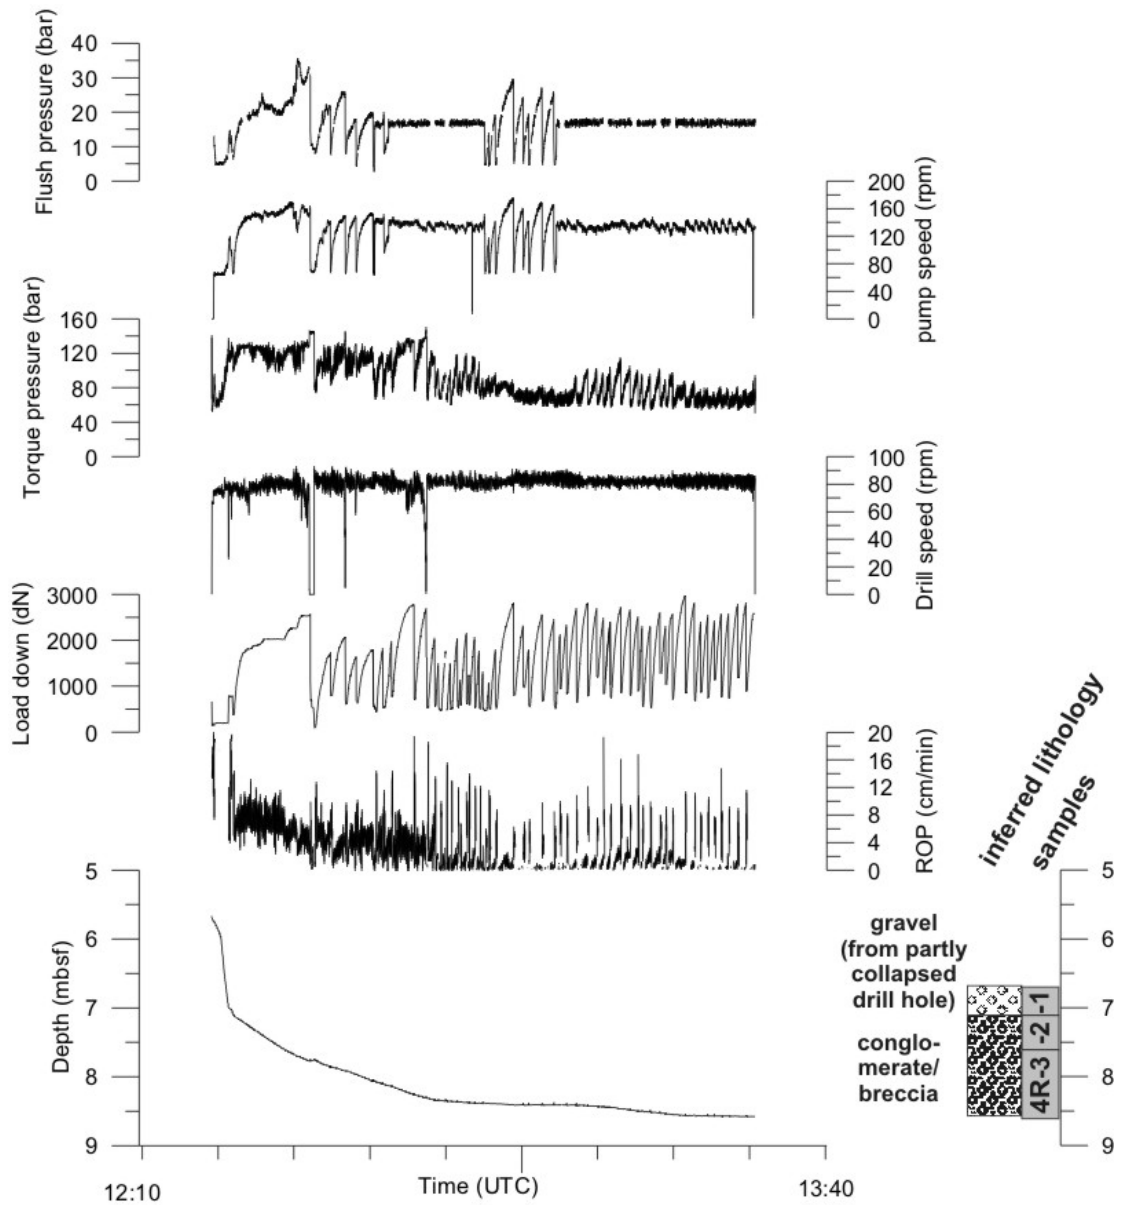 Flush pressure (bar)
40
30
20
10
0
pump speed (rpm)
200
160
120
80
40
0
Torque pressure (bar)
160
120
80
40
0
Drill speed (rpm)
100
80
60
40
20
0
Load down (dN)
3000
2000
1000
0
ROP (cm/min)
20
16
12
8
4
0
inferred lithology
samples
Depth (mbsf)
5
6
7
8
9
gravel
(from partly
collapsed
drill hole)
conglo-
merate/
breccia
-1
-2
4R-3
5
6
7
8
9
12:10
Time (UTC)
13:40